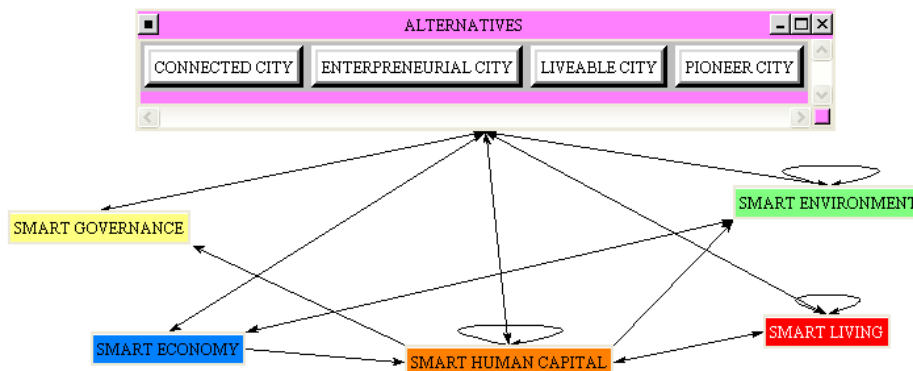 ALTERNATIVES
CONNECTED CITY
ENTERPRENEURIAL CITY
LIVEABLE CITY
PIONEER CITY
SMART ENVIRONMENT
SMART GOVERNANCE
SMART LIVING
SMART ECONOMY
SMART HUMAN CAPITAL